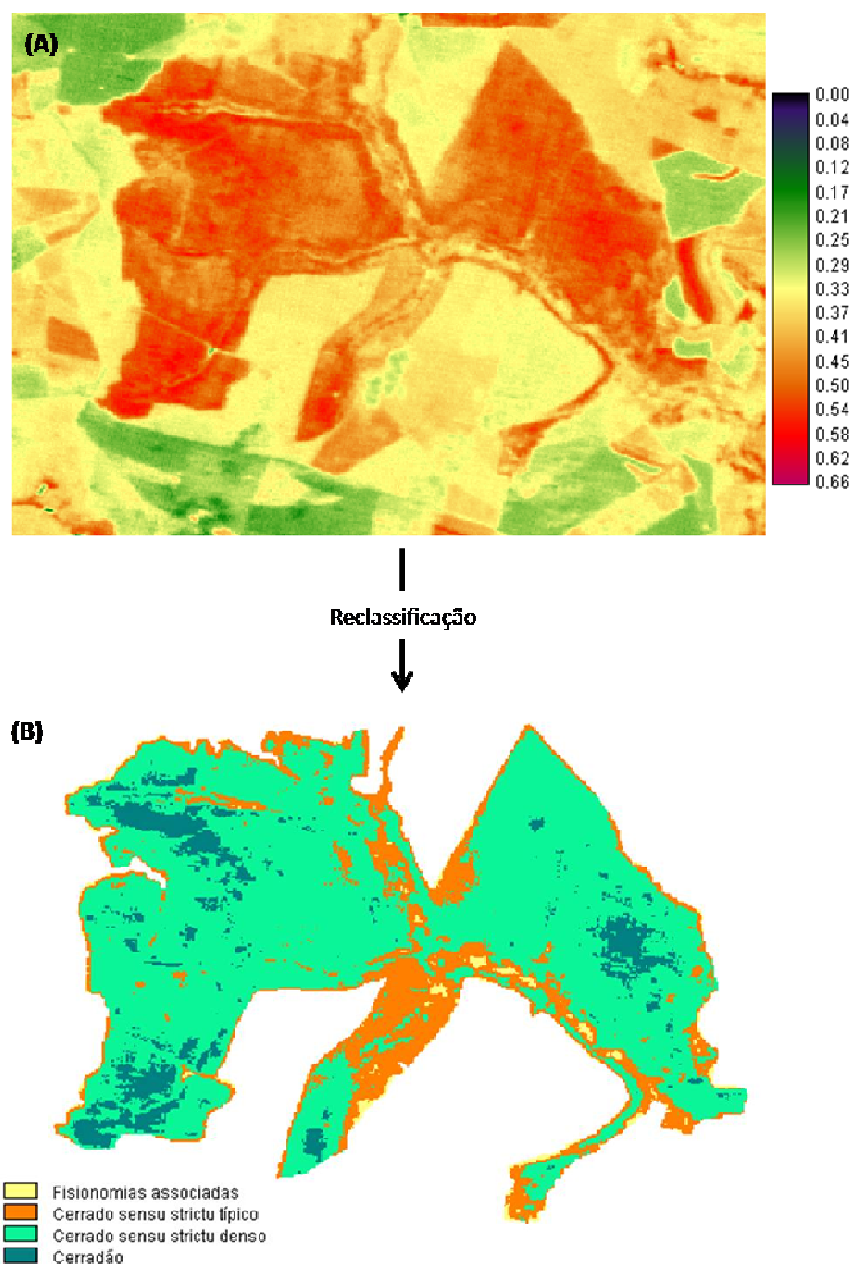 (A)
0.00
0.04
0.08
0.12
0.17
0.21
0.25
0.29
0.33
0.37
0.41
0.45
0.50
0.54
0.58
0.62
0.66
Reclassificação
(B)
Fisionomias associadas
Cerrado sensu strictu típico
Cerrado sensu strictu denso
Cerradão